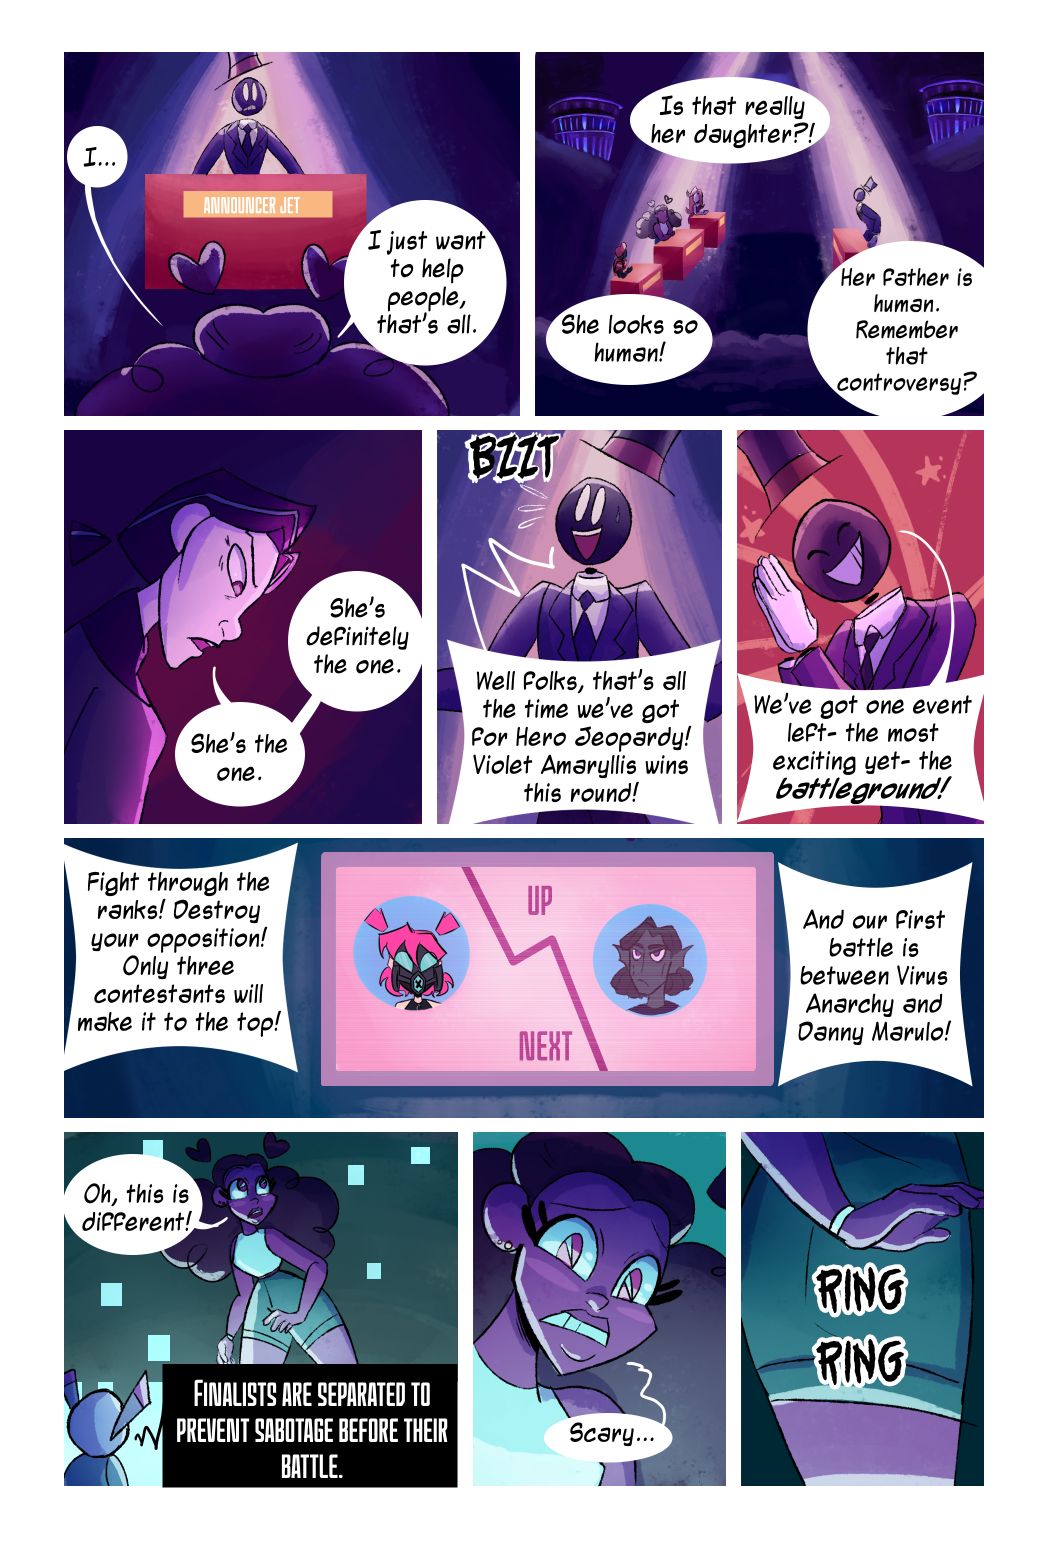 I...
ANNOUNCER JET
I just want
to help
people,
that's all.
Is that really
her daughter?!
She looks so
human!
Her father is
human.
Remember
that
controversy?
She's
definitely
the one.
She's the
one.
BZZT
Well folks, that's all
the time we've got
for Hero Jeopardy!
Violet Amaryllis wins
this round!
We've got one event
left- the most
exciting yet- the
battleground!
Fight through the
ranks! Destroy
your opposition!
Only three
contestants will
make it to the top!
UP
NEXT
And our first
battle is
between Virus
Anarchy and
Danny Marulo!
Oh, this is
different!
FINALISTS ARE SEPARATED TO
PREVENT SABOTAGE BEFORE THEIR
BATTLE.
Scary...
RING
RING